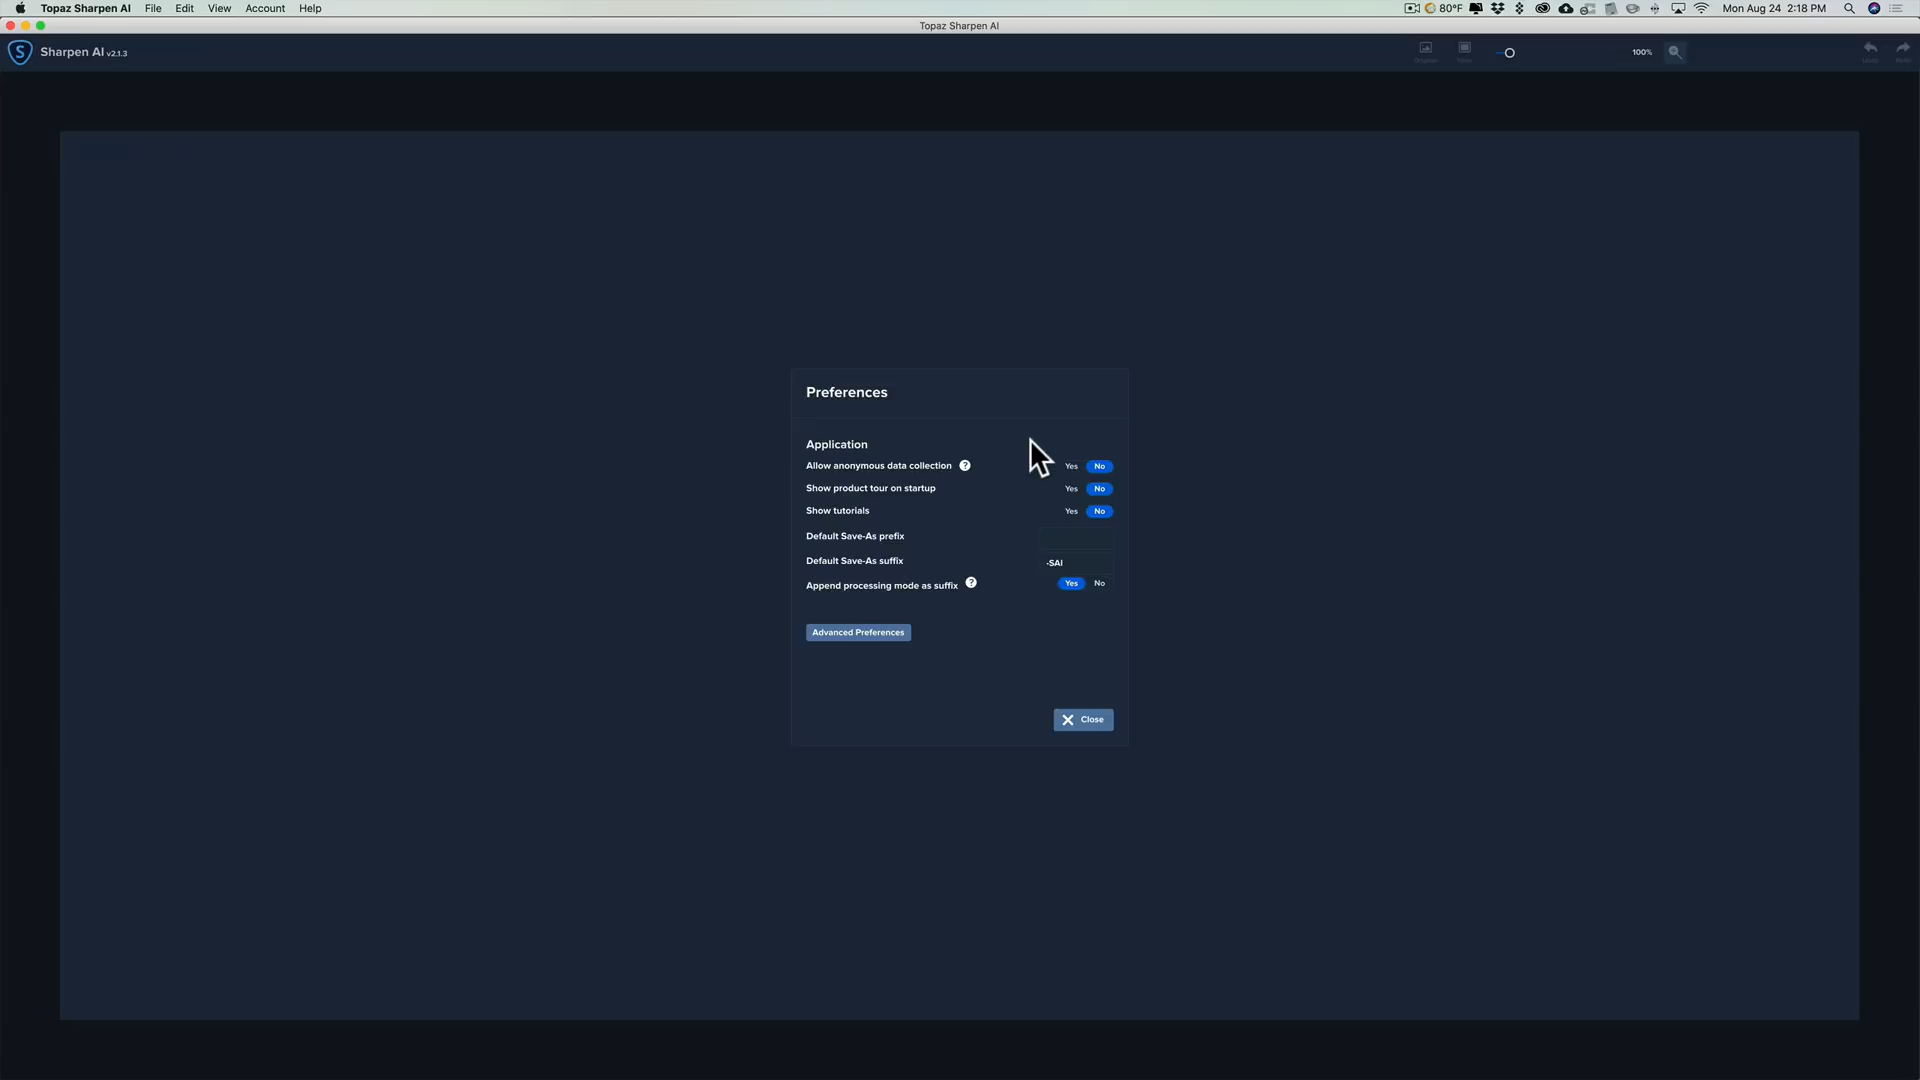 Topaz Sharpen AI File Edit View Account Help 80°F Mon Aug 24 2:18 PM
Topaz Sharpen AI
Sharpen AI v2.1.3 100%
Preferences
Application
Allow anonymous data collection ? Yes No
Show product tour on startup Yes No
Show tutorials Yes No
Default Save-As prefix
Default Save-As suffix -SAI
Append processing mode as suffix ? Yes No
Advanced Preferences
Close